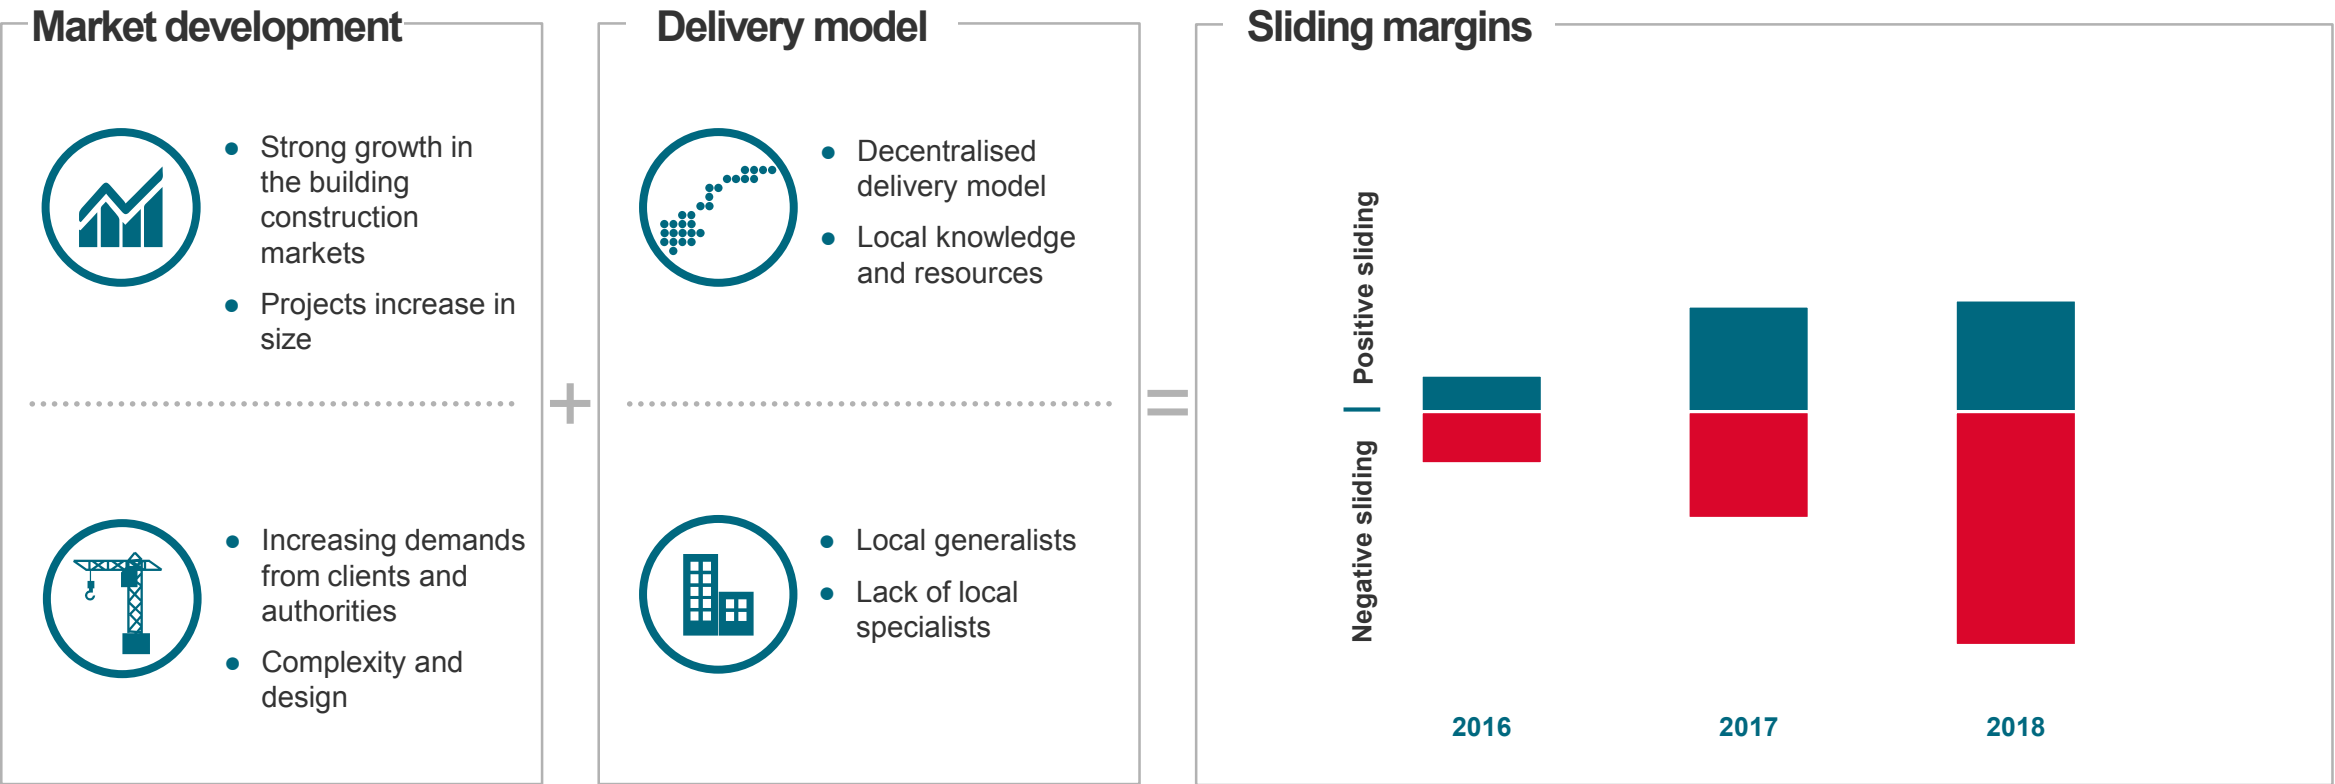 Market development
Strong growth in
the building
construction
markets
Projects increase in
size
Increasing demands
from clients and
authorities
Complexity and
design
+
Delivery model
Decentralised
delivery model
Local knowledge
and resources
Local generalists
Lack of local
specialists
=
Sliding margins
Positive sliding
Negative sliding
2016
2017
2018